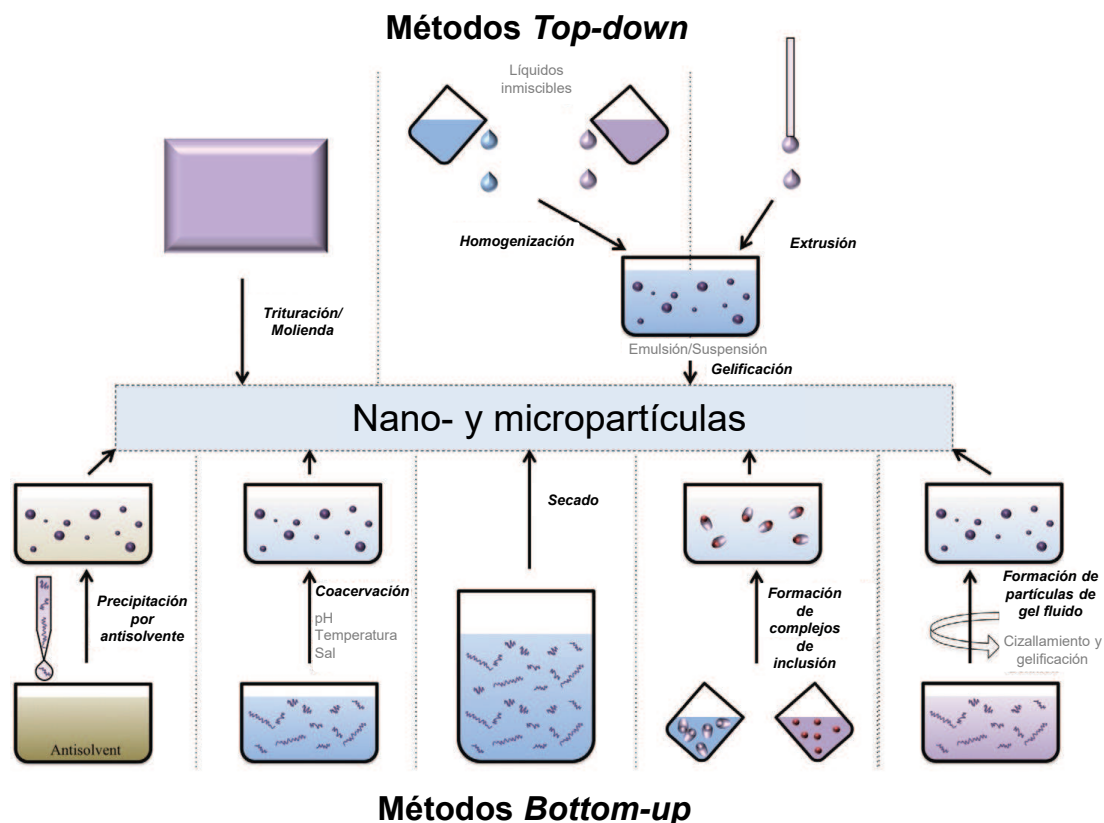 Métodos Top-down
Líquidos
inmiscibles
Homogenización
Extrusión
Trituración/
Molienda
Emulsión/Suspensión
Gelificación
Nano- y micropartículas
Precipitación
por
antisolvente
Antisolvent
Coacervación
pH
Temperatura
Sal
Secado
Formación
de
complejos
de
inclusión
Formación de
partículas de
gel fluido
Cizallamiento y
gelificación
Métodos Bottom-up